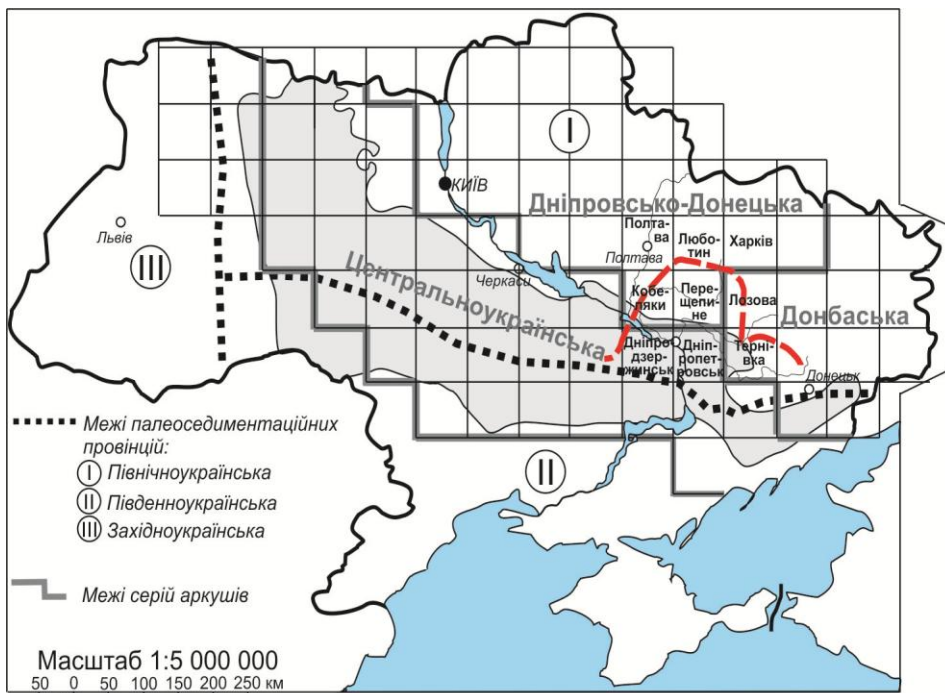 I
КИЇВ
Дніпровсько-Донецька
Полта-
ва
Полтава
Любо-
тин
Харків
Львів
III
Центральноукраїнська
Черкаси
Кобе-
ляки
Пере-
щепи-
не
Лозова
Донбаська
Дніпро
дзер-
жинськ
Дніп-
ропет-
ровськ
Терні-
вка
Донецьк
Межі палеоседиментаційних
провінцій:
I Північноукраїнська
II Південноукраїнська
III Західноукраїнська
II
Межі серій аркушів
Масштаб 1:5 000 000
50 0 50 100 150 200 250 км